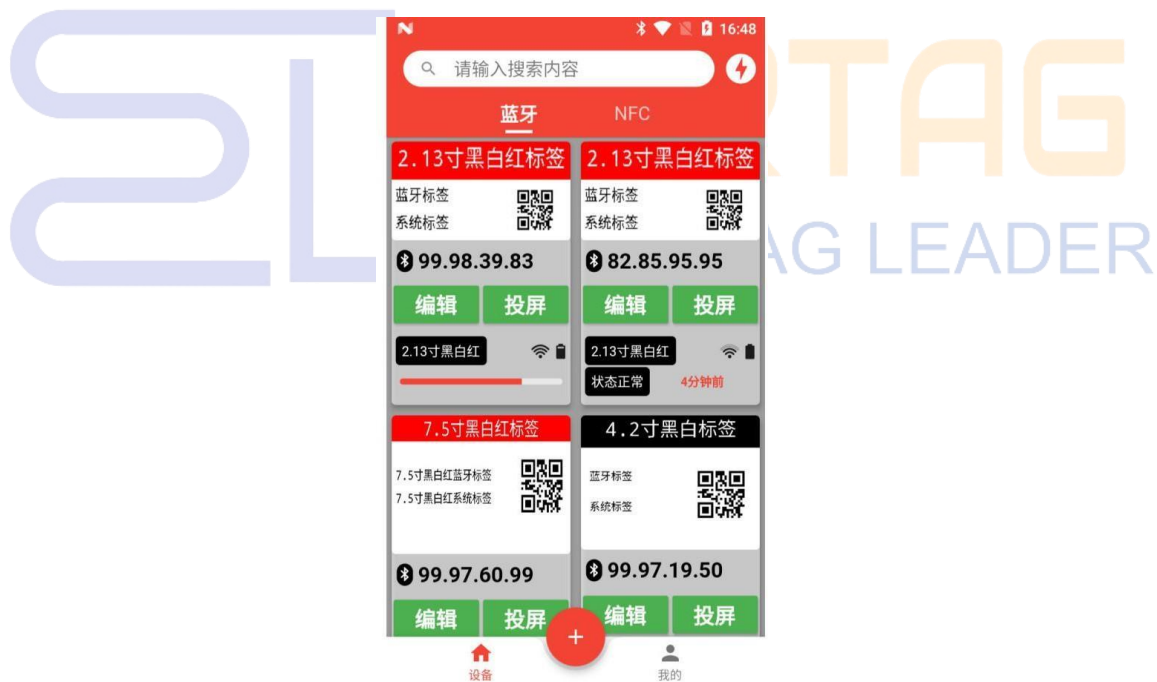 16:48
请输入搜索内容
蓝牙 NFC
2.13寸黑白红标签
蓝牙标签
系统标签
99.98.39.83
编辑 投屏
2.13寸黑白红
2.13寸黑白红标签
蓝牙标签
系统标签
82.85.95.95
编辑 投屏
2.13寸黑白红
状态正常 4分钟前
7.5寸黑白红标签
7.5寸黑白红蓝牙标签
7.5寸黑白红系统标签
99.97.60.99
编辑 投屏
4.2寸黑白标签
蓝牙标签
系统标签
99.97.19.50
编辑 投屏
+
设备 我的
TAG
AG LEADER